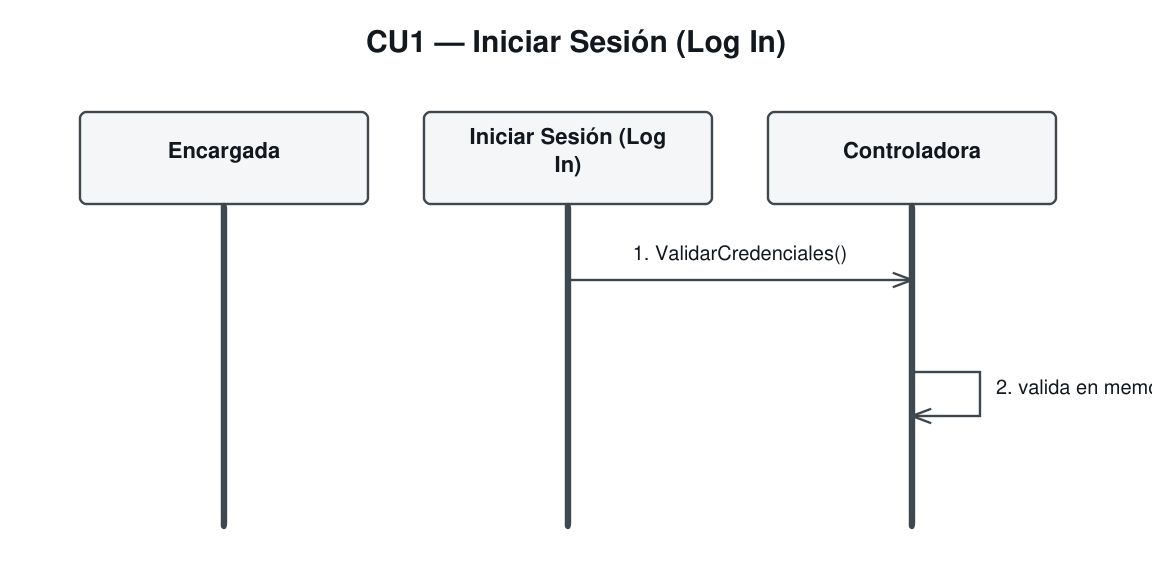 CU1 — Iniciar Sesión (Log In)
Encargada
Iniciar Sesión (Log
In)
Controladora
1. ValidarCredenciales()
2. valida en